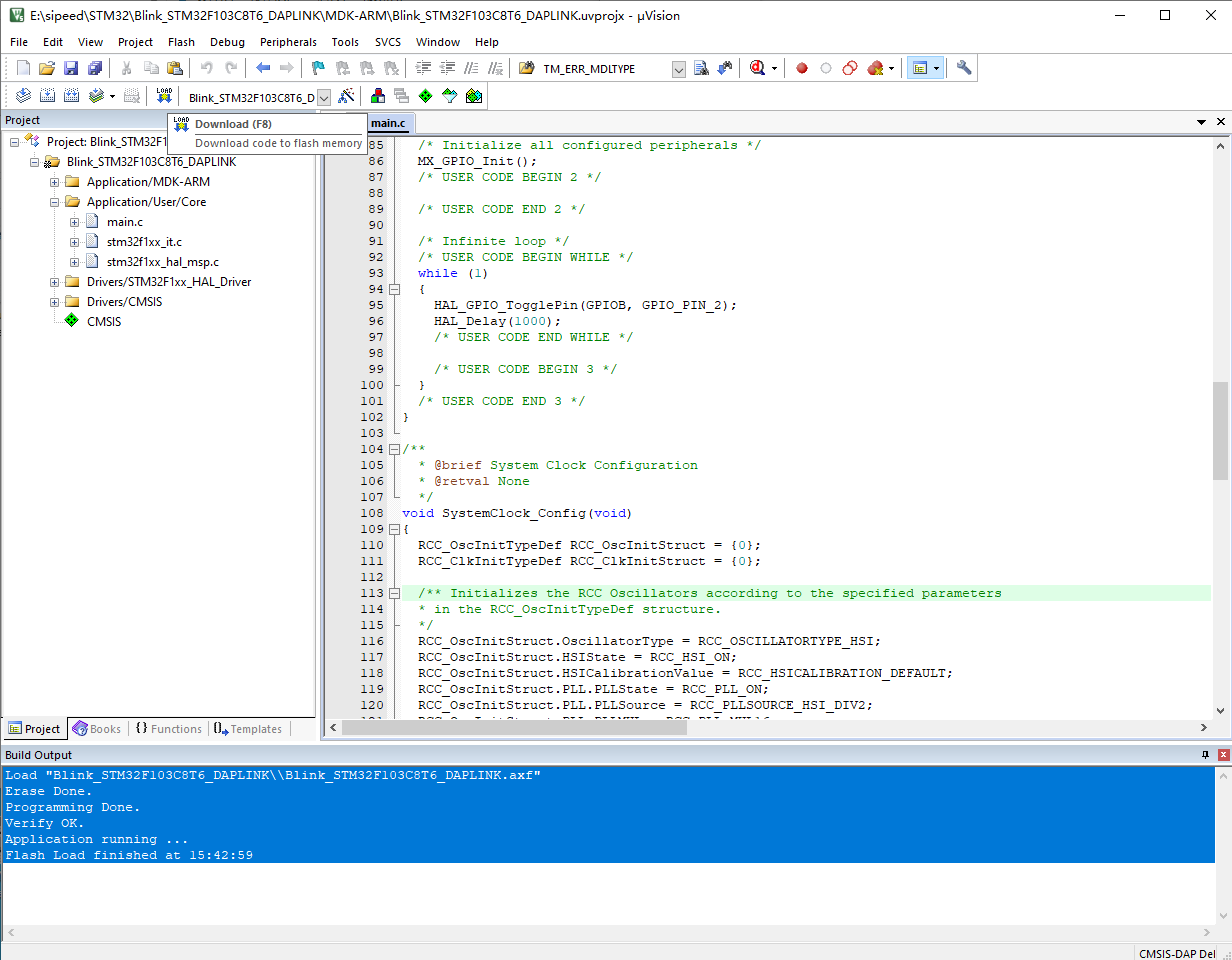 E:\sipeed\STM32\Blink_STM32F103C8T6_DAPLINK\MDK-ARM\Blink_STM32F103C8T6_DAPLINK.uvprojx - µVision
File Edit View Project Flash Debug Peripherals Tools SVCS Window Help
TM_ERR_MDLTYPE
LOAD Blink_STM32F103C8T6_D
Project
LOAD Download (F8)
Download code to flash memory
main.c
Project: Blink_STM32F1
Blink_STM32F103C8T6_DAPLINK
Application/MDK-ARM
Application/User/Core
main.c
stm32f1xx_it.c
stm32f1xx_hal_msp.c
Drivers/STM32F1xx_HAL_Driver
Drivers/CMSIS
CMSIS
85 /* Initialize all configured peripherals */
86 MX_GPIO_Init();
87 /* USER CODE BEGIN 2 */
88
89 /* USER CODE END 2 */
90
91 /* Infinite loop */
92 /* USER CODE BEGIN WHILE */
93 while (1)
94 {
95 HAL_GPIO_TogglePin(GPIOB, GPIO_PIN_2);
96 HAL_Delay(1000);
97 /* USER CODE END WHILE */
98
99 /* USER CODE BEGIN 3 */
100 }
101 /* USER CODE END 3 */
102 }
103
104 /**
105 * @brief System Clock Configuration
106 * @retval None
107 */
108 void SystemClock_Config(void)
109 {
110 RCC_OscInitTypeDef RCC_OscInitStruct = {0};
111 RCC_ClkInitTypeDef RCC_ClkInitStruct = {0};
112
113 /** Initializes the RCC Oscillators according to the specified parameters
114 * in the RCC_OscInitTypeDef structure.
115 */
116 RCC_OscInitStruct.OscillatorType = RCC_OSCILLATORTYPE_HSI;
117 RCC_OscInitStruct.HSIState = RCC_HSI_ON;
118 RCC_OscInitStruct.HSICalibrationValue = RCC_HSICALIBRATION_DEFAULT;
119 RCC_OscInitStruct.PLL.PLLState = RCC_PLL_ON;
120 RCC_OscInitStruct.PLL.PLLSource = RCC_PLLSOURCE_HSI_DIV2;
Project Books {} Functions Templates
Build Output
Load "Blink_STM32F103C8T6_DAPLINK\\Blink_STM32F103C8T6_DAPLINK.axf"
Erase Done.
Programming Done.
Verify OK.
Application running ...
Flash Load finished at 15:42:59
CMSIS-DAP Del